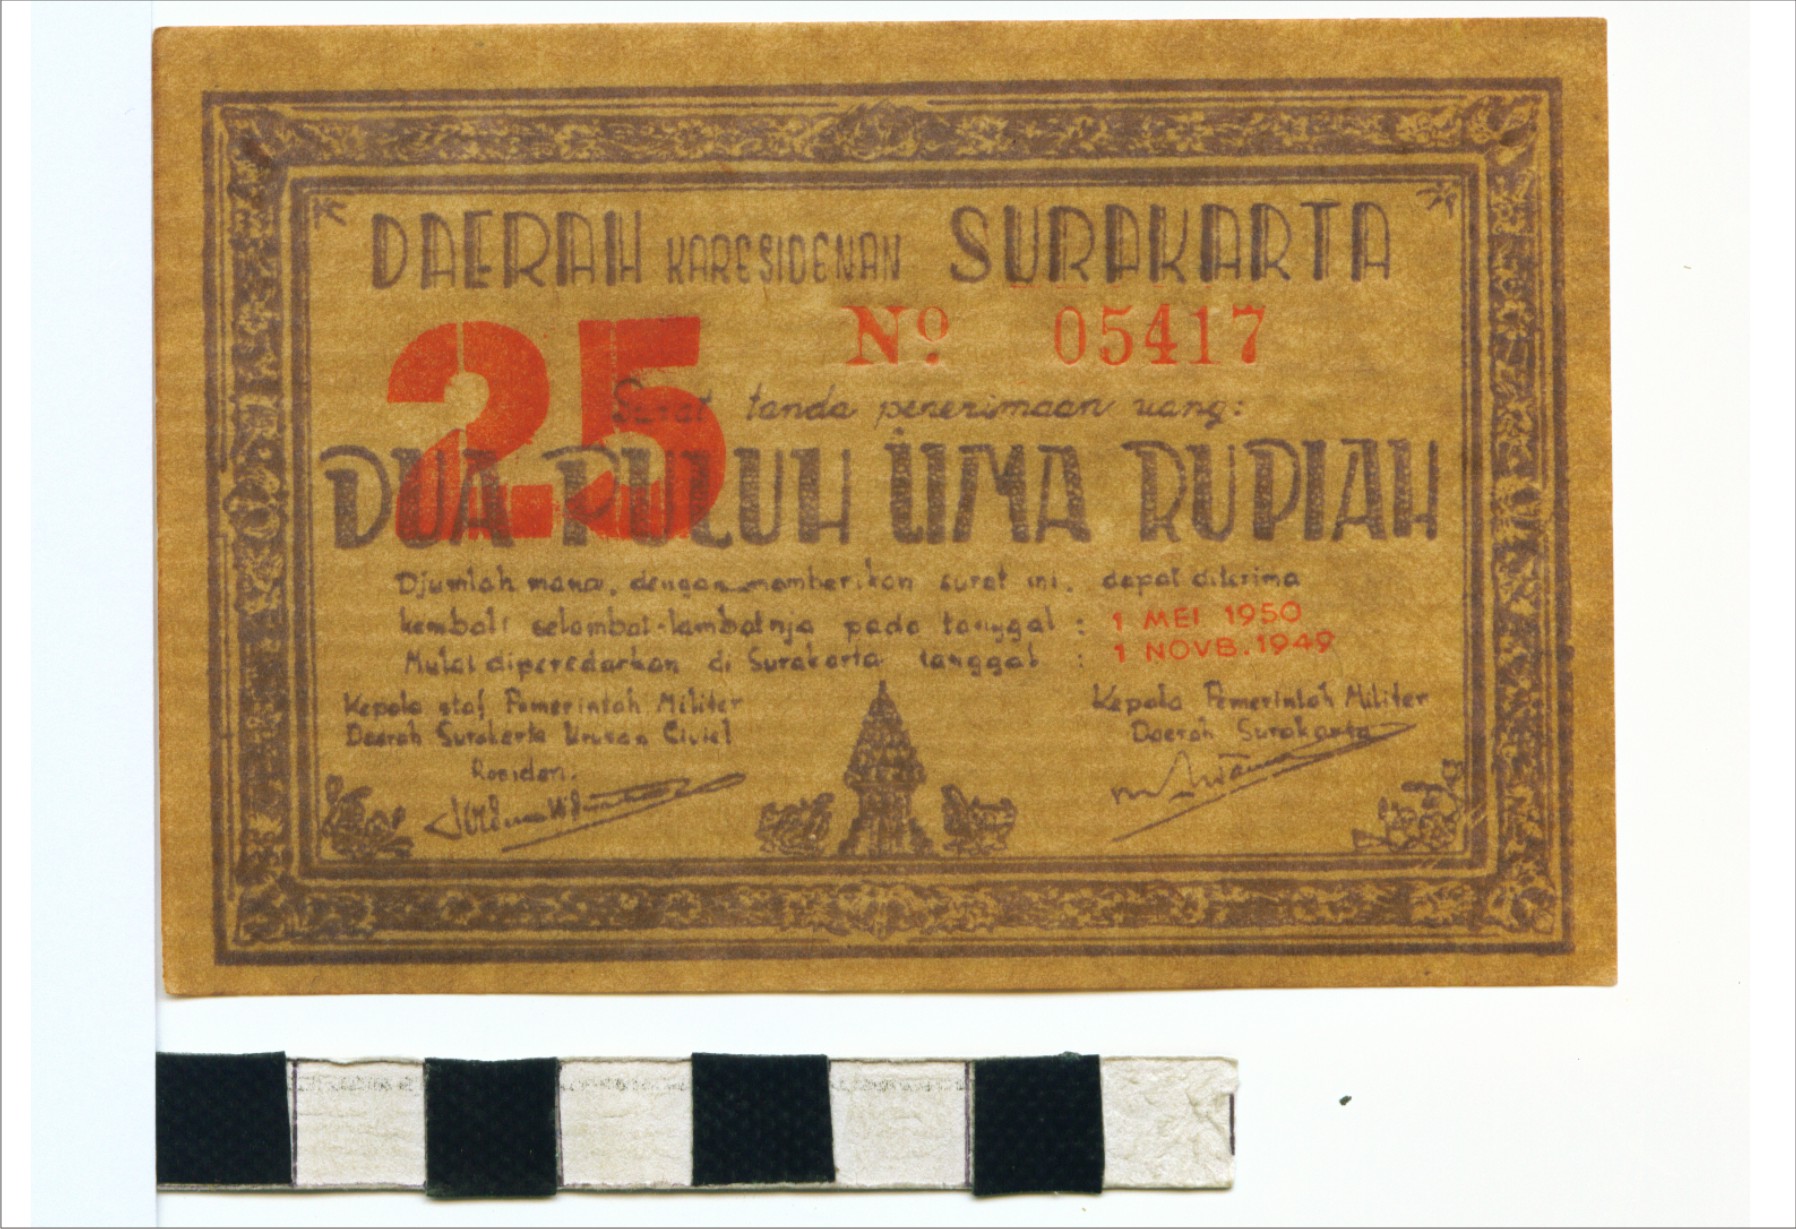 DAERAH KARESIDENAN SURAKARTA
25 No 05417
Surat tanda penerimaan uang:
DUA PULUH LIMA RUPIAH
Djumlah mana, dengan memberikan surat ini, dapat diterima
kembali selambat-lambatnja pada tanggal : 1 MEI 1950
Mulai diperedarkan di Surakarta tanggal : 1 NOVB. 1949
Kepala staf Pemerintah Militer
Daerah Surakarta Urusan Civiel
Residen.
Kepala Pemerintah Militer
Daerah Surakarta